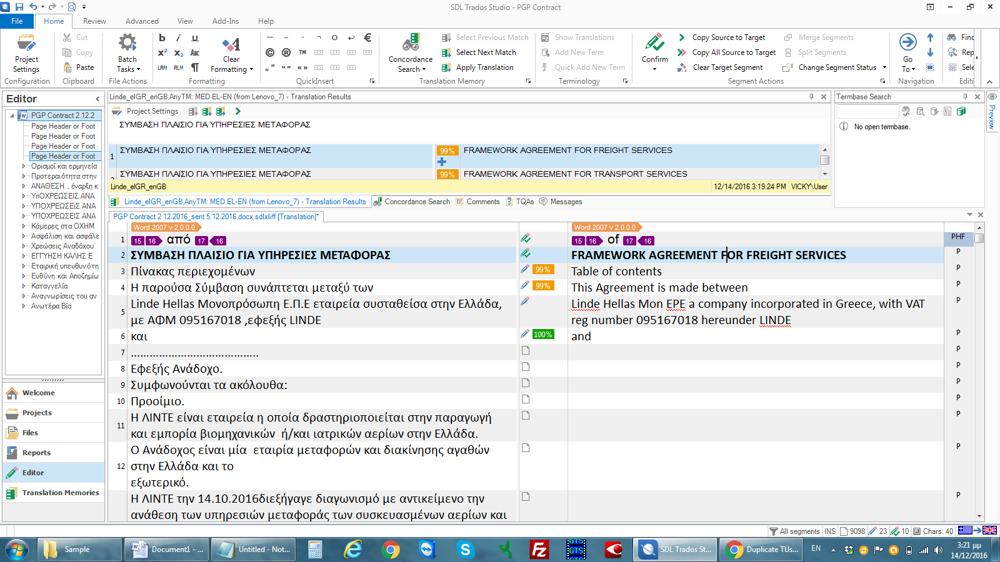 SDL Trados Studio - PGP Contract
File Home Review Advanced View Add-Ins Help
Project Settings
Configuration
Cut
Copy
Paste
Clipboard
Batch Tasks
File Actions
b i U
x² x₂ ABC
LRM RLM ¶
Clear Formatting
Formatting
QuickInsert
Concordance Search
Select Previous Match
Select Next Match
Apply Translation
Translation Memory
Show Translations
Add New Term
Quick Add New Term
Terminology
Confirm
Copy Source to Target
Copy All Source to Target
Clear Target Segment
Merge Segments
Split Segments
Change Segment Status
Segment Actions
Go To
Navigation
Find
Rep
Sele
Editi
Editor
PGP Contract 2.12.2
Page Header or Foot
Page Header or Foot
Page Header or Foot
Page Header or Foot
Ορισμοί και ερμηνεία
Προτεραιότητα στην
ΑΝΑΘΕΣΗ , έναρξη κ
ΥπΟΧΡΕΩΣΕΙΣ ΑΝΑ
ΥΠΟΧΡΕΩΣΕΙΣ ΑΝΑ
ΥΠΟΧΡΕΩΣΕΙΣ ΑΝΑ
Κάμερες στα ΟΧΗΜ
Ασφάλιση και ασφάλε
Χρεώσεις Αναδόχου
ΕΓΓΥΗΣΗ ΚΑΛΗΣ Ε
Εταιρική υπευθυνότη
Ευθύνη και Αποζημίω
Καταγγελία
Αναγνωρίσεις του αν
Ανωτέρα Βία
Welcome
Projects
Files
Reports
Editor
Translation Memories
Linde_elGR_enGB,AnyTM: MED EL-EN (from Lenovo_7) - Translation Results
Project Settings
ΣΥΜΒΑΣΗ ΠΛΑΙΣΙΟ ΓΙΑ ΥΠΗΡΕΣΙΕΣ ΜΕΤΑΦΟΡΑΣ
1 ΣΥΜΒΑΣΗ ΠΛΑΙΣΙΟ ΓΙΑ ΥΠΗΡΕΣΙΕΣ ΜΕΤΑΦΟΡΑΣ 99% FRAMEWORK AGREEMENT FOR FREIGHT SERVICES
ΣΥΜΒΑΣΗ ΠΛΑΙΣΙΟ ΓΙΑ ΥΠΗΡΕΣΙΕΣ ΜΕΤΑΦΟΡΑΣ 99% FRAMEWORK AGREEMENT FOR TRANSPORT SERVICES
Linde_elGR_enGB 12/14/2016 3:19:24 PM VICKY\User
Linde_elGR_enGB,AnyTM: MED EL-EN (from Lenovo_7) - Translation Results Concordance Search Comments TQAs Messages
Termbase Search
No open termbase.
Preview
PGP Contract 2.12.2016_sent 5.12.2016.docx.sdlxliff [Translation]*
Word 2007 v 2.0.0.0 Word 2007 v 2.0.0.0
1 15 16 από 17 16 15 16 of 17 16 PHF
2 ΣΥΜΒΑΣΗ ΠΛΑΙΣΙΟ ΓΙΑ ΥΠΗΡΕΣΙΕΣ ΜΕΤΑΦΟΡΑΣ FRAMEWORK AGREEMENT FOR FREIGHT SERVICES P
3 Πίνακας περιεχομένων 99% Table of contents P
4 Η παρούσα Σύμβαση συνάπτεται μεταξύ των 99% This Agreement is made between P
5 Linde Hellas Μονοπρόσωπη Ε.Π.Ε εταιρεία συσταθείσα στην Ελλάδα, Linde Hellas Mon EPE a company incorporated in Greece, with VAT P
με ΑΦΜ 095167018 ,εφεξής LINDE reg number 095167018 hereunder LINDE
6 και 100% and P
7 ......................................... P
8 Εφεξής Ανάδοχο. P
9 Συμφωνούνται τα ακόλουθα: P
10 Προοίμιο. P
11 Η ΛΙΝΤΕ είναι εταιρεία η οποία δραστηριοποιείται στην παραγωγή P
και εμπορία βιομηχανικών ή/και ιατρικών αερίων στην Ελλάδα.
12 Ο Ανάδοχος είναι μία εταιρία μεταφορών και διακίνησης αγαθών P
στην Ελλάδα και το
εξωτερικό.
Η ΛΙΝΤΕ την 14.10.2016διεξήγαγε διαγωνισμό με αντικείμενο την P
ανάθεση των υπηρεσιών μεταφοράς των συσκευασμένων αερίων και
All segments INS 9098 23 10 Chars: 40
Sample
Document1 - ...
Untitled - Not...
GTS
SDL Trados St...
Duplicate TUs...
EN
3:21 μμ
14/12/2016